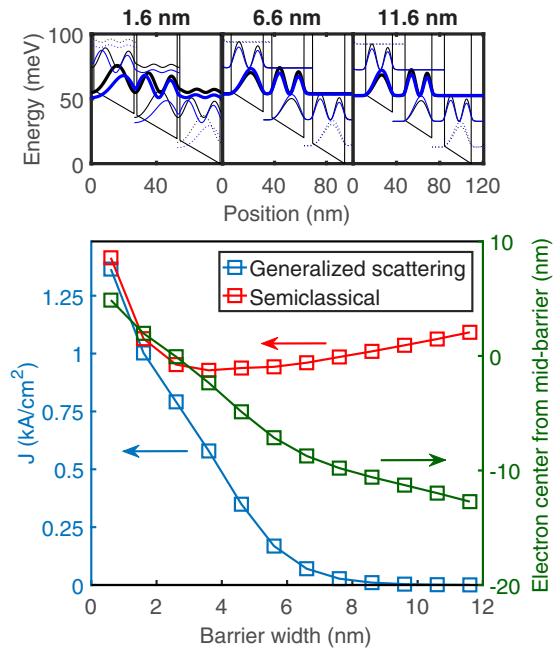 1.6 nm 6.6 nm 11.6 nm
100
50
0
Energy (meV)
0 40 80 0 40 80 0 40 80 120
Position (nm)
Generalized scattering
Semiclassical
1.25
1
0.75
0.5
0.25
0
J (kA/cm²)
10
0
-10
-20
Electron center from mid-barrier (nm)
0 2 4 6 8 10 12
Barrier width (nm)